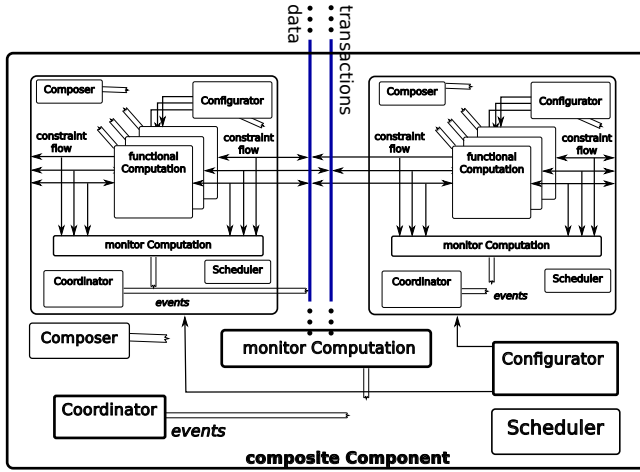 data
transactions
Composer
Configurator
constraint
flow
functional
Computation
constraint
flow
monitor Computation
Coordinator
Scheduler
events
Composer
Configurator
constraint
flow
functional
Computation
constraint
flow
monitor Computation
Coordinator
Scheduler
events
Composer
monitor Computation
Configurator
Coordinator
events
Scheduler
composite Component